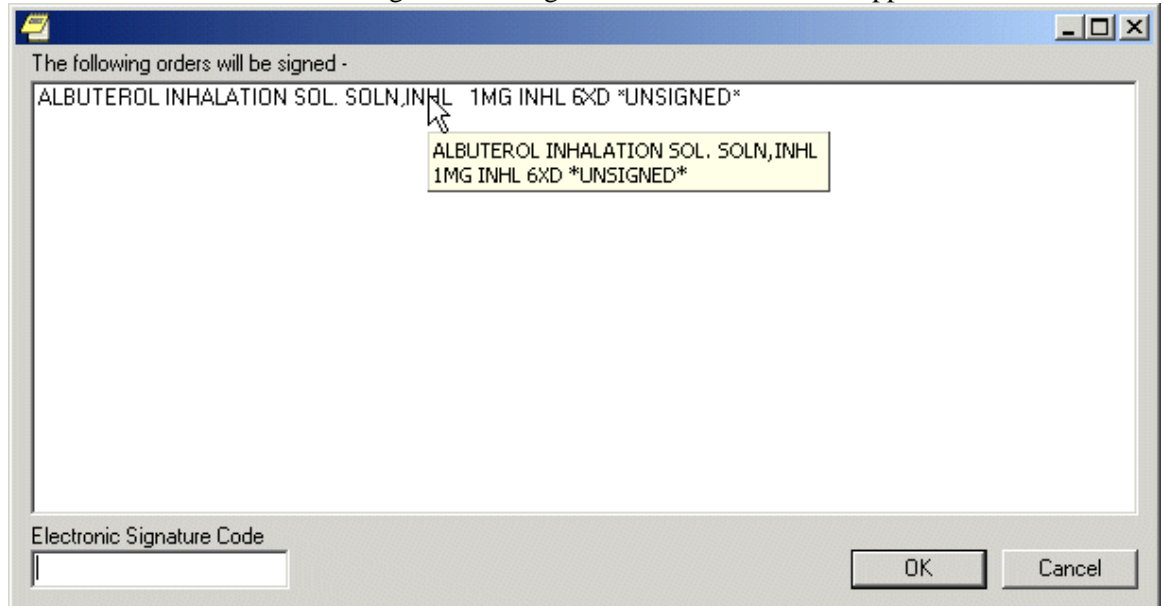 The following orders will be signed -
ALBUTEROL INHALATION SOL. SOLN,INHL 1MG INHL 6XD *UNSIGNED*
ALBUTEROL INHALATION SOL. SOLN,INHL
1MG INHL 6XD *UNSIGNED*
Electronic Signature Code
OK Cancel